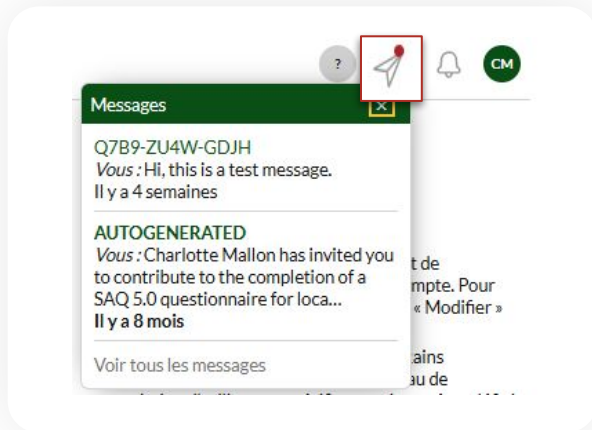 ?
CM
Messages
Q7B9-ZU4W-GDJH
Vous : Hi, this is a test message.
Il y a 4 semaines
AUTOGENERATED
Vous : Charlotte Mallon has invited you
to contribute to the completion of a
SAQ 5.0 questionnaire for loca...
Il y a 8 mois
Voir tous les messages
t de
mpte. Pour
« Modifier »
tains
au de